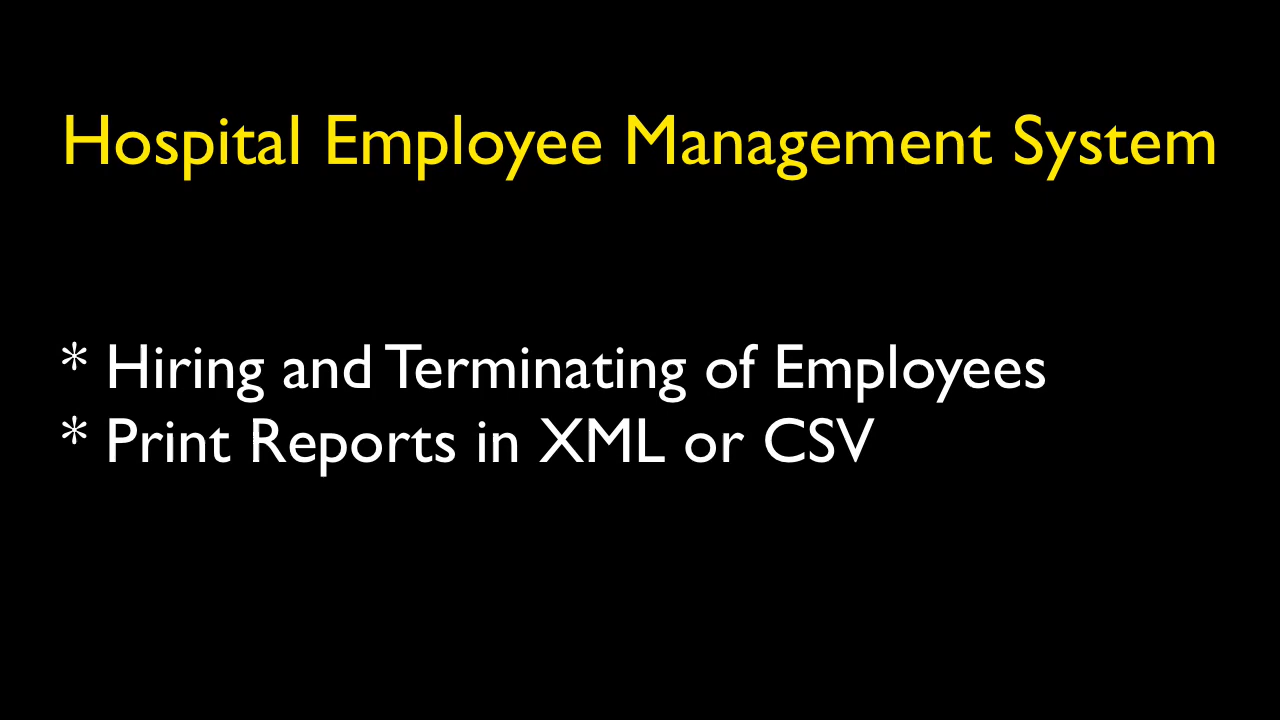 Hospital Employee Management System
* Hiring and Terminating of Employees
* Print Reports in XML or CSV